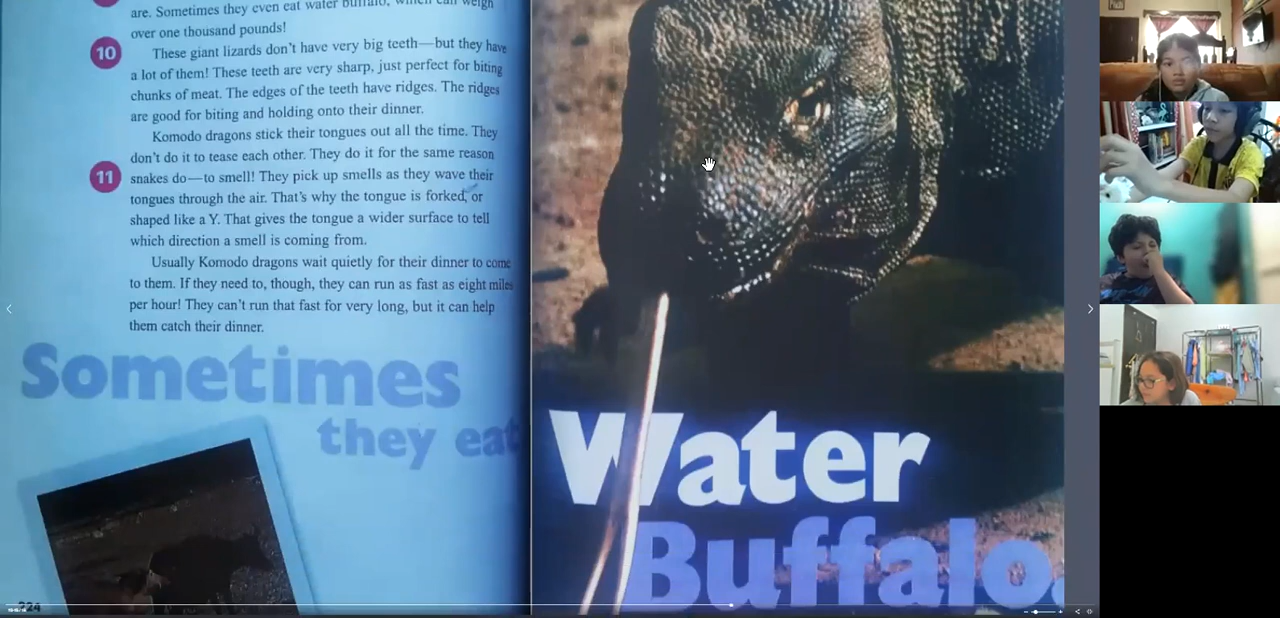 are. Sometimes they even eat water buffalo, which can weigh
over one thousand pounds!
10 These giant lizards don't have very big teeth—but they have
a lot of them! These teeth are very sharp, just perfect for biting
chunks of meat. The edges of the teeth have ridges. The ridges
are good for biting and holding onto their dinner.
Komodo dragons stick their tongues out all the time. They
don't do it to tease each other. They do it for the same reason
11 snakes do—to smell! They pick up smells as they wave their
tongues through the air. That's why the tongue is forked, or
shaped like a Y. That gives the tongue a wider surface to tell
which direction a smell is coming from.
Usually Komodo dragons wait quietly for their dinner to come
to them. If they need to, though, they can run as fast as eight miles
per hour! They can't run that fast for very long, but it can help
them catch their dinner.
Sometimes
they eat
224
Water
Buffalo.